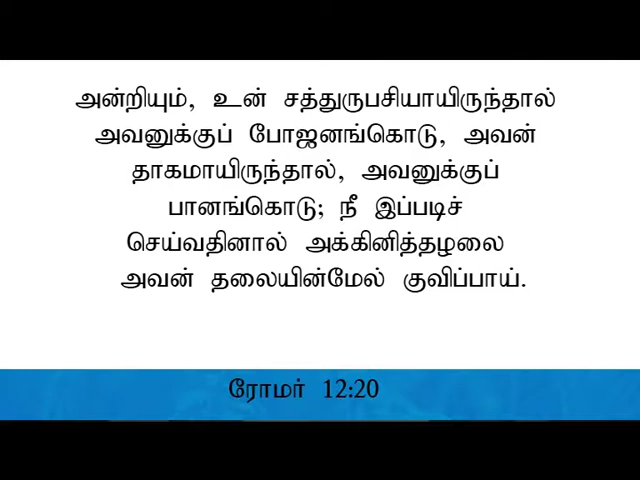 அன்றியும், உன் சத்துருபசியாயிருந்தால்
அவனுக்குப் போஜனங்கொடு, அவன்
தாகமாயிருந்தால், அவனுக்குப்
பானங்கொடு; நீ இப்படிச்
செய்வதினால் அக்கினித்தழலை
அவன் தலையின்மேல் குவிப்பாய்.
ரோமர் 12:20